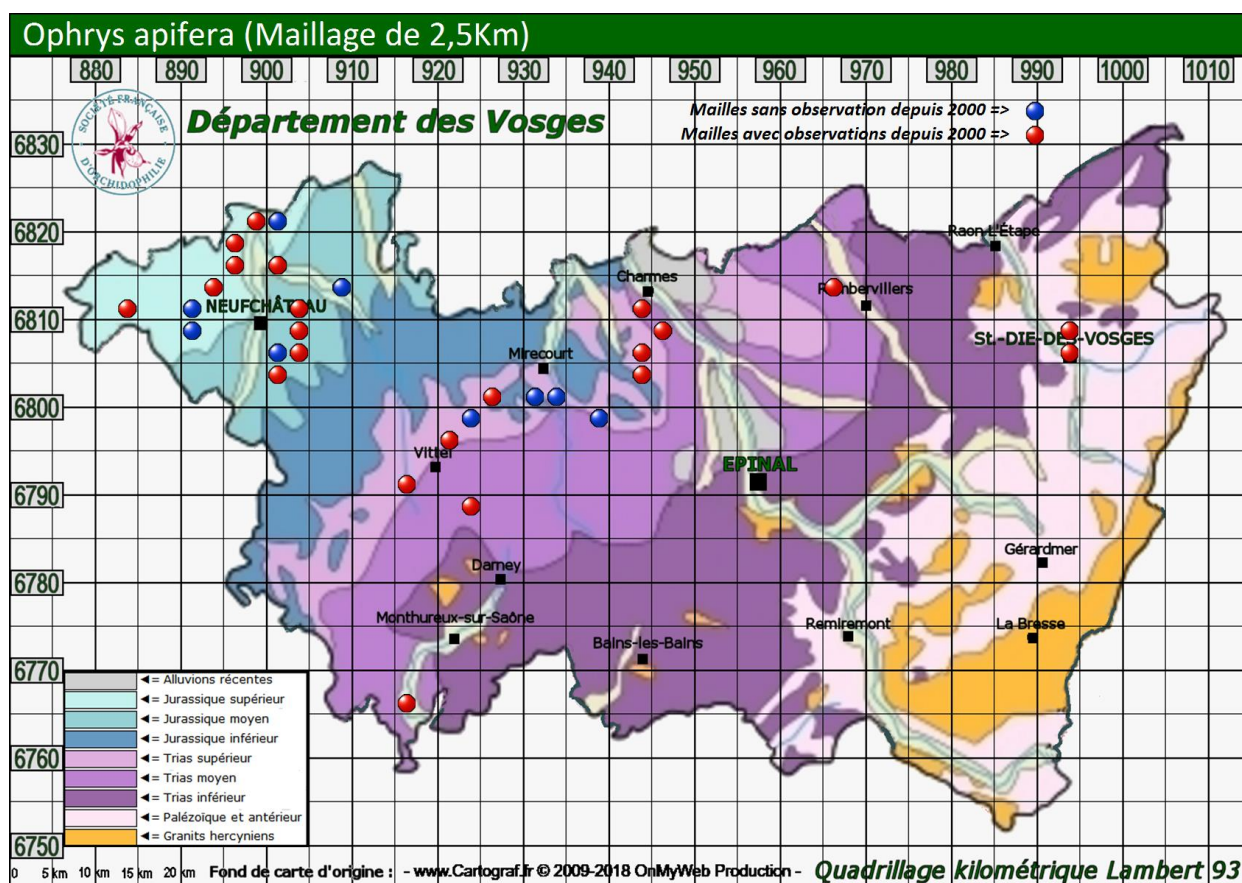 Ophrys apifera (Maillage de 2,5Km)
880 890 900 910 920 930 940 950 960 970 980 990 1000 1010
SOCIÉTÉ FRANÇAISE D'ORCHIDOPHILIE
Département des Vosges
Mailles sans observation depuis 2000 =>
Mailles avec observations depuis 2000 =>
6830
6820
Raon L'Étape
Charmes
NEUFCHÂTEAU
6810
St.-DIE-DES-VOSGES
Mirecourt
6800
Vittel
EPINAL
6790
Gérardmer
6780
Darney
Monthureux-sur-Saône
Remiremont
La Bresse
Bains-les-Bains
6770
◄= Alluvions récentes
◄= Jurassique supérieur
◄= Jurassique moyen
◄= Jurassique inférieur
6760
◄= Trias supérieur
◄= Trias moyen
◄= Trias inférieur
◄= Palézoïque et antérieur
◄= Granits hercyniens
6750
0 5 km 10 km 15 km 20 km
Fond de carte d'origine : - www.Cartograf.fr © 2009-2018 OnMyWeb Production -
Quadrillage kilométrique Lambert 93